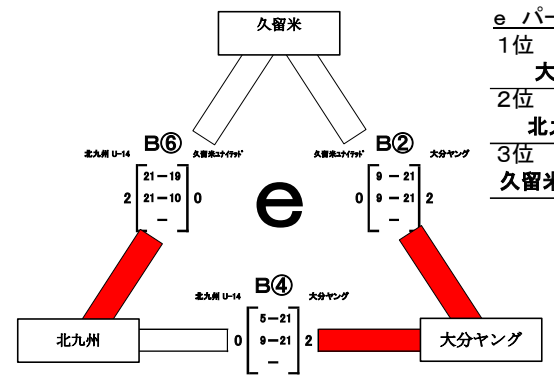 久留米
e パー
1位
大
2位
北
3位
久留米
B⑥
北九州 U-14
久留米ユナイテッド
2
21-19
21-10
-
0
B②
久留米ユナイテッド
大分ヤング
0
9-21
9-21
-
2
e
B④
北九州 U-14
大分ヤング
0
5-21
9-21
-
2
北九州
大分ヤング